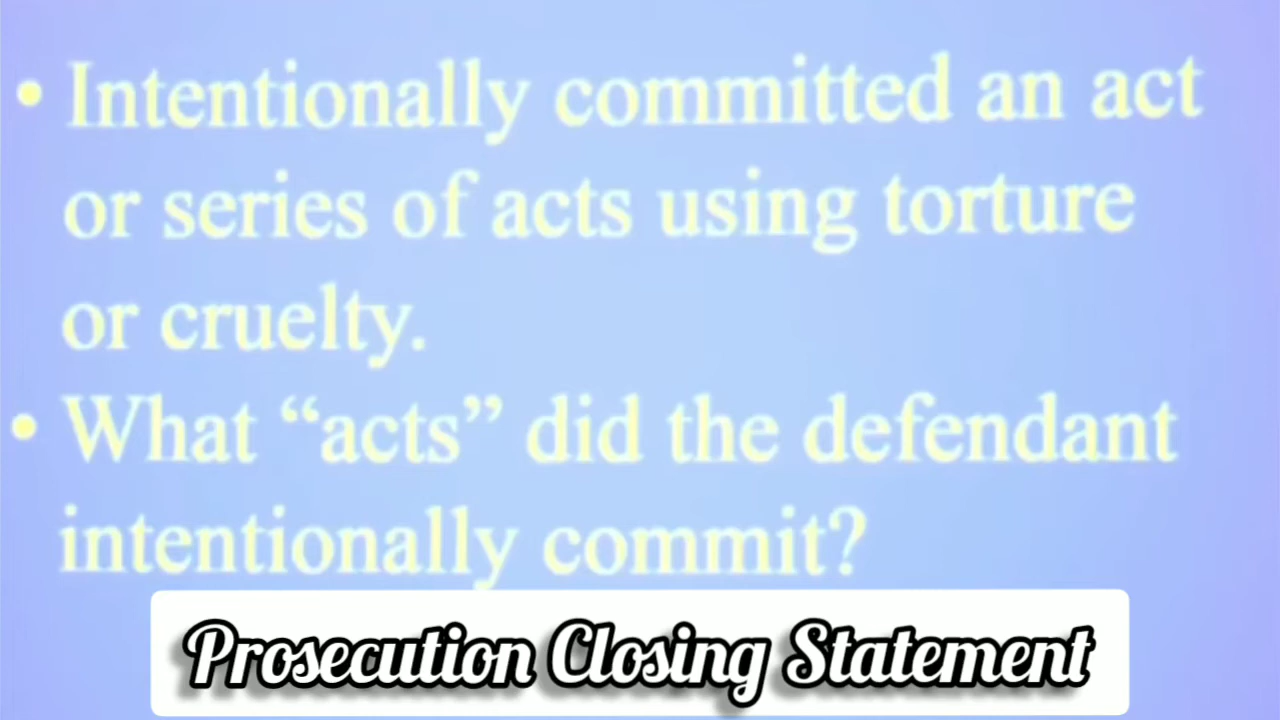 • Intentionally committed an act
or series of acts using torture
or cruelty.
• What “acts” did the defendant
intentionally commit?
Prosecution Closing Statement